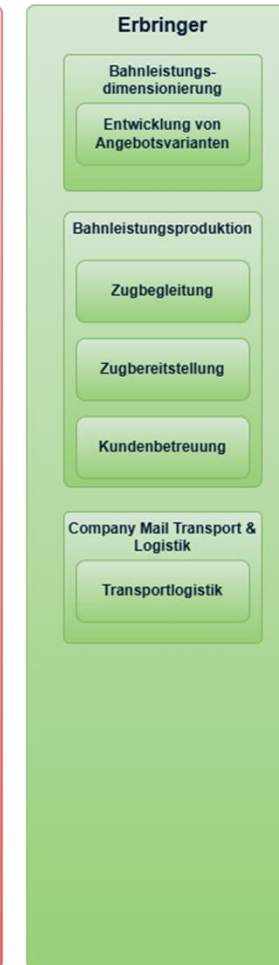 Erbringer
Bahnleistungs-
dimensionierung
Entwicklung von
Angebotsvarianten
Bahnleistungsproduktion
Zugbegleitung
Zugbereitstellung
Kundenbetreuung
Company Mail Transport &
Logistik
Transportlogistik